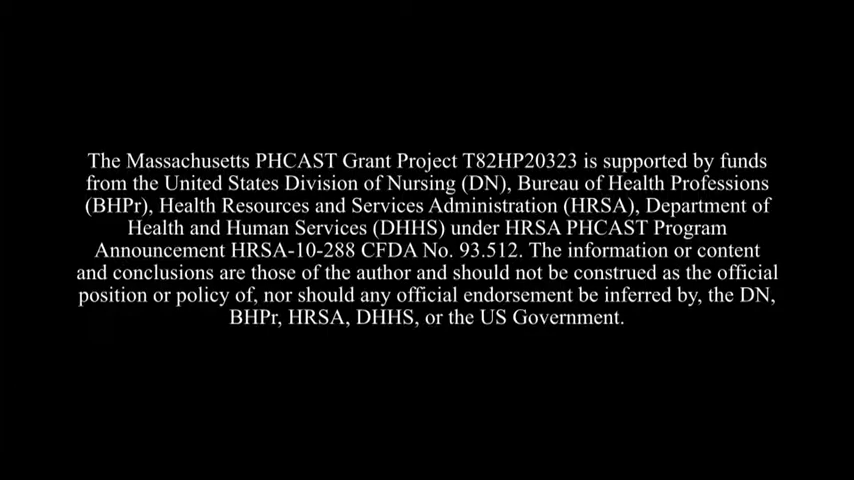 The Massachusetts PHCAST Grant Project T82HP20323 is supported by funds
from the United States Division of Nursing (DN), Bureau of Health Professions
(BHPr), Health Resources and Services Administration (HRSA), Department of
Health and Human Services (DHHS) under HRSA PHCAST Program
Announcement HRSA-10-288 CFDA No. 93.512. The information or content
and conclusions are those of the author and should not be construed as the official
position or policy of, nor should any official endorsement be inferred by, the DN,
BHPr, HRSA, DHHS, or the US Government.